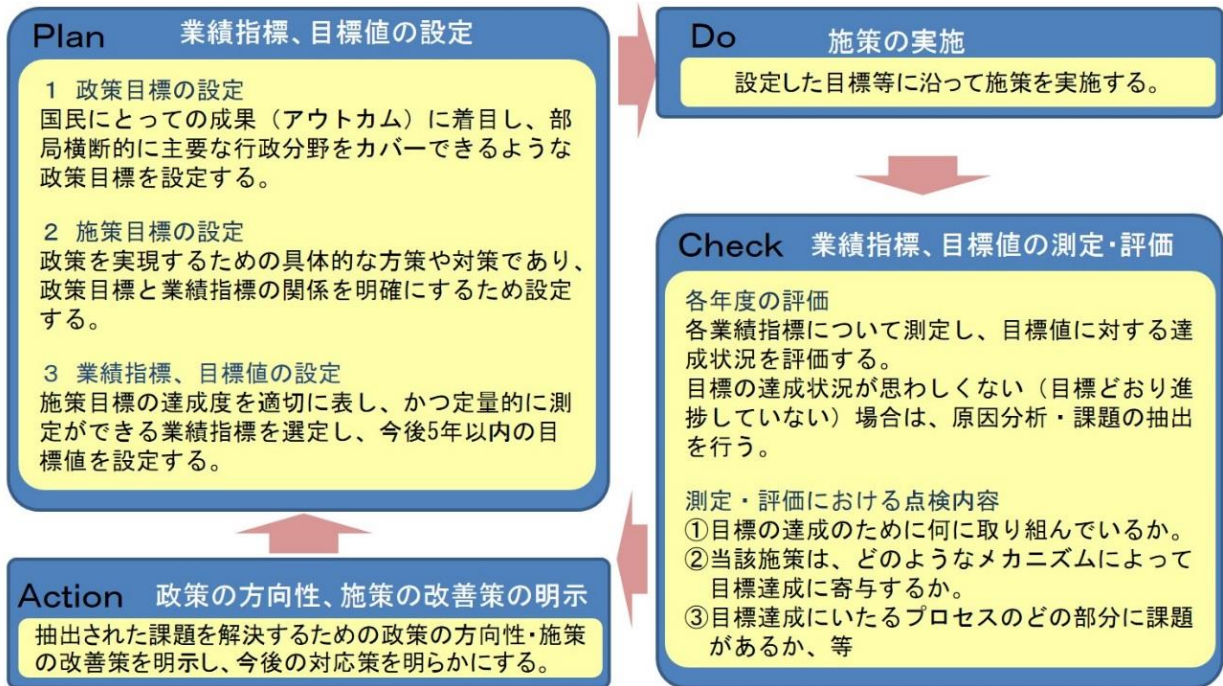 Plan 業績指標、目標値の設定
1 政策目標の設定
国民にとっての成果（アウトカム）に着目し、部
局横断的に主要な行政分野をカバーできるような
政策目標を設定する。
2 施策目標の設定
政策を実現するための具体的な方策や対策であり、
政策目標と業績指標の関係を明確にするため設定
する。
3 業績指標、目標値の設定
施策目標の達成度を適切に表し、かつ定量的に測
定ができる業績指標を選定し、今後5年以内の目
標値を設定する。
Do 施策の実施
設定した目標等に沿って施策を実施する。
Check 業績指標、目標値の測定・評価
各年度の評価
各業績指標について測定し、目標値に対する達
成状況を評価する。
目標の達成状況が思わしくない（目標どおり進
捗していない）場合は、原因分析・課題の抽出
を行う。
測定・評価における点検内容
①目標の達成のために何に取り組んでいるか。
②当該施策は、どのようなメカニズムによって
目標達成に寄与するか。
③目標達成にいたるプロセスのどの部分に課題
があるか、等
Action 政策の方向性、施策の改善策の明示
抽出された課題を解決するための政策の方向性・施策
の改善策を明示し、今後の対応策を明らかにする。